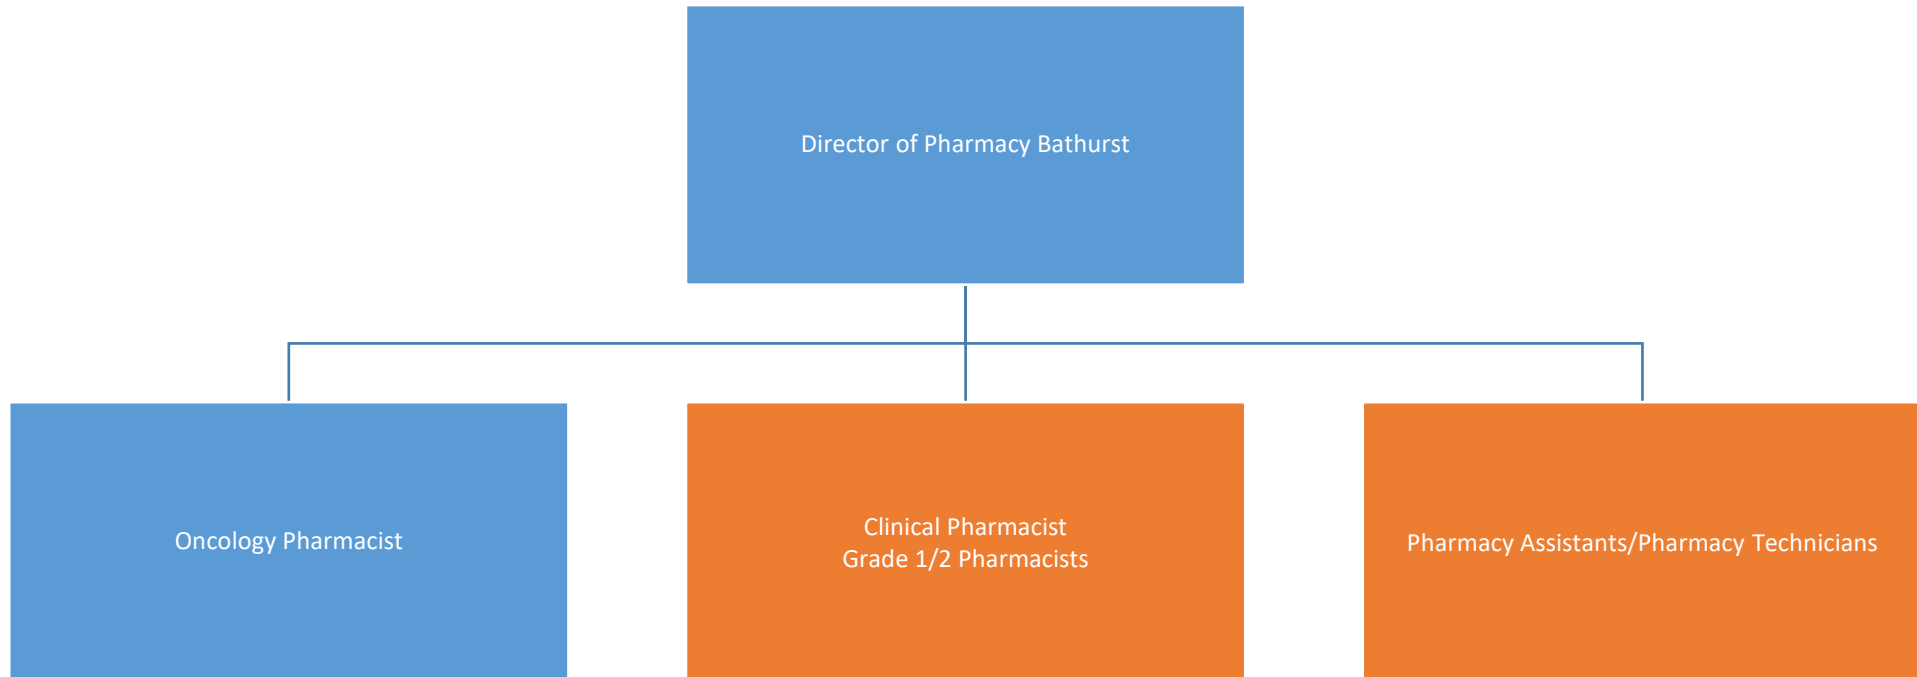 Director of Pharmacy Bathurst
Oncology Pharmacist
Clinical Pharmacist
Grade 1/2 Pharmacists
Pharmacy Assistants/Pharmacy Technicians